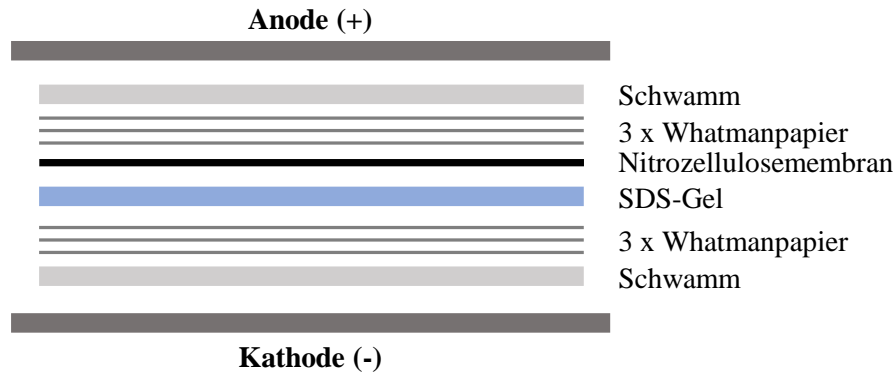 Anode (+)
Schwamm
3 x Whatmanpapier
Nitrozellulosemembran
SDS-Gel
3 x Whatmanpapier
Schwamm
Kathode (-)